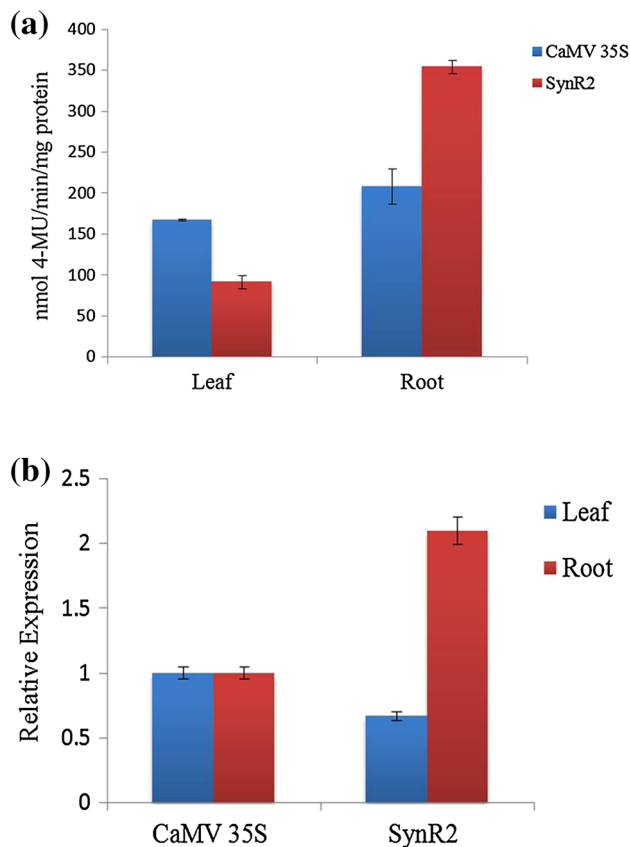 (a)
nmol 4-MU/min/mg protein
400
350
300
250
200
150
100
50
0
Leaf
Root
CaMV 35S
SynR2
(b)
Relative Expression
2.5
2
1.5
1
0.5
0
CaMV 35S
SynR2
Leaf
Root